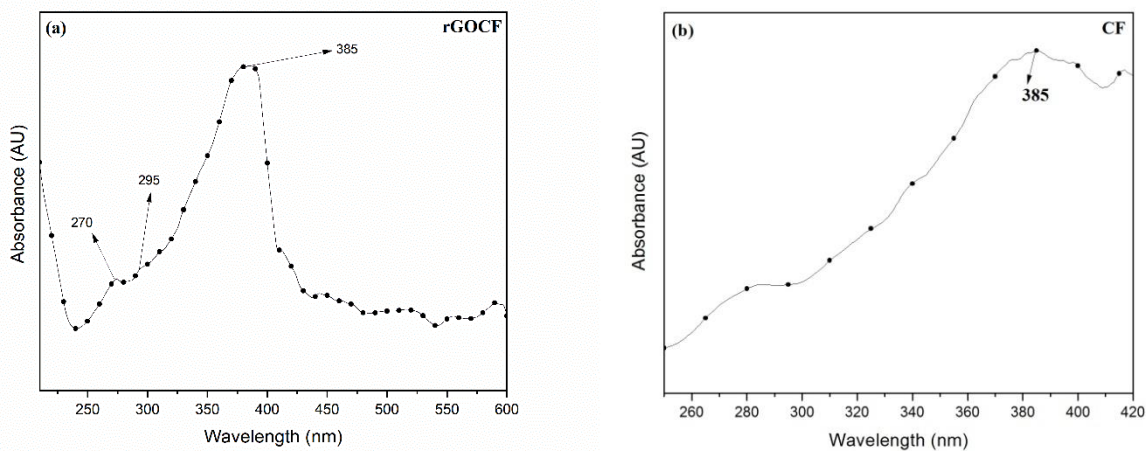 (a)
rGOCF
385
295
270
Absorbance (AU)
250 300 350 400 450 500 550 600
Wavelength (nm)
(b)
CF
385
Absorbance (AU)
260 280 300 320 340 360 380 400 420
Wavelength (nm)